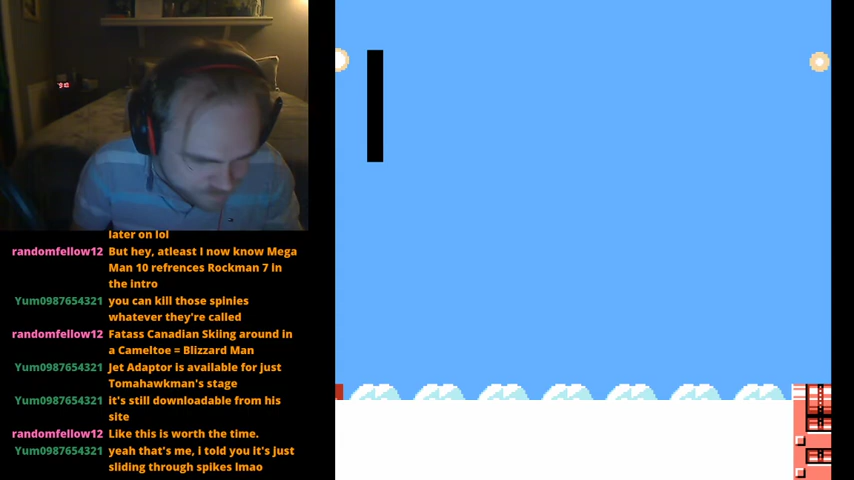 later on lol
randomfellow12 But hey, atleast I now know Mega
Man 10 refrences Rockman 7 in
the intro
Yum0987654321 you can kill those spinies
whatever they're called
randomfellow12 Fatass Canadian Skiing around in
a Cameltoe = Blizzard Man
Yum0987654321 Jet Adaptor is available for just
Tomahawkman's stage
Yum0987654321 it's still downloadable from his
site
randomfellow12 Like this is worth the time.
Yum0987654321 yeah that's me, i told you it's just
sliding through spikes lmao